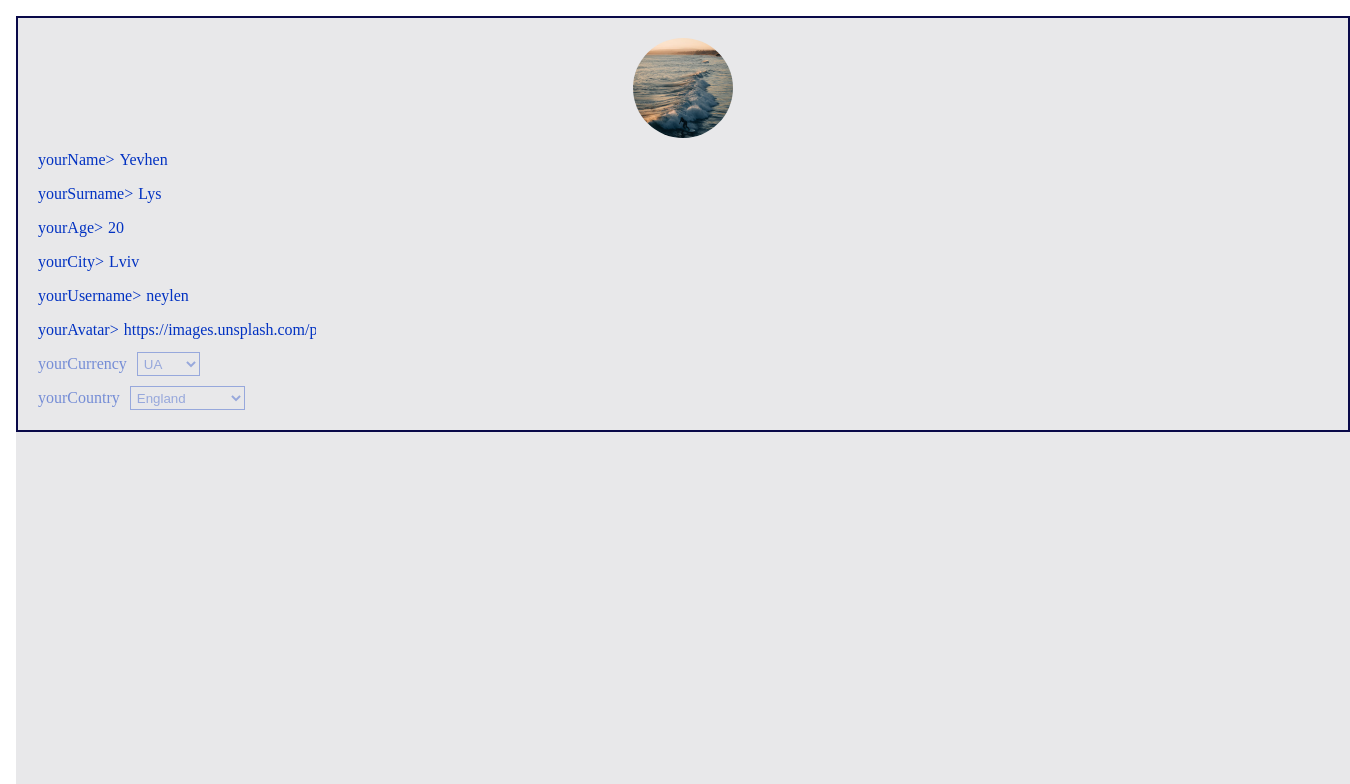 yourName> Yevhen
yourSurname> Lys
yourAge> 20
yourCity> Lviv
yourUsername> neylen
yourAvatar> https://images.unsplash.com/p
yourCurrency UA
yourCountry England